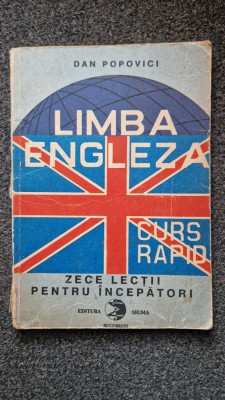 DAN POPOVICI
LIMBA
ENGLEZA
CURS
RAPID
ZECE LECȚII
PENTRU ÎNCEPĂTORI
EDITURA SIGMA